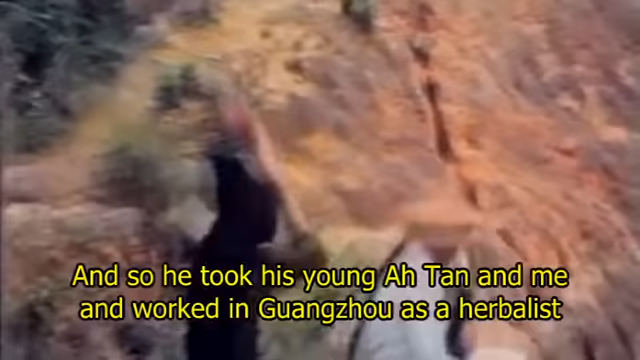 And so he took his young Ah Tan and me
and worked in Guangzhou as a herbalist